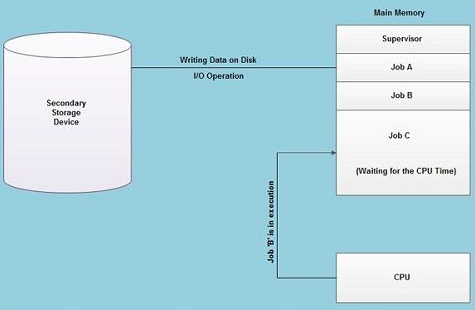 Main Memory
Supervisor
Writing Data on Disk
Job A
I/O Operation
Job B
Secondary
Storage
Device
Job C
(Waiting for the CPU Time)
Job 'B' is in execution
CPU